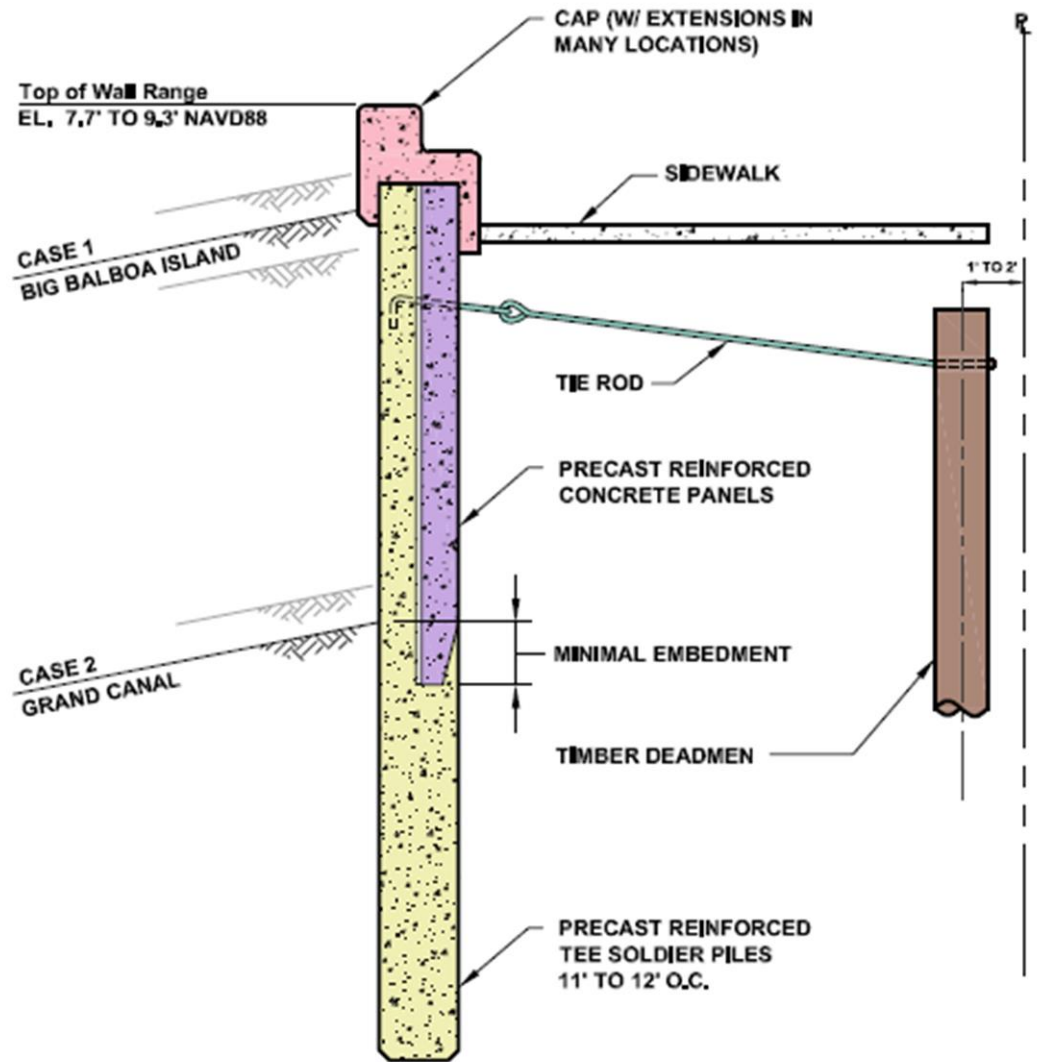 CAP (W/ EXTENSIONS IN
MANY LOCATIONS)
PL
Top of Wall Range
EL. 7.7' TO 9.3' NAVD88
SIDEWALK
CASE 1
BIG BALBOA ISLAND
1' TO 2'
TIE ROD
PRECAST REINFORCED
CONCRETE PANELS
CASE 2
GRAND CANAL
MINIMAL EMBEDMENT
TIMBER DEADMEN
PRECAST REINFORCED
TEE SOLDIER PILES
11' TO 12' O.C.